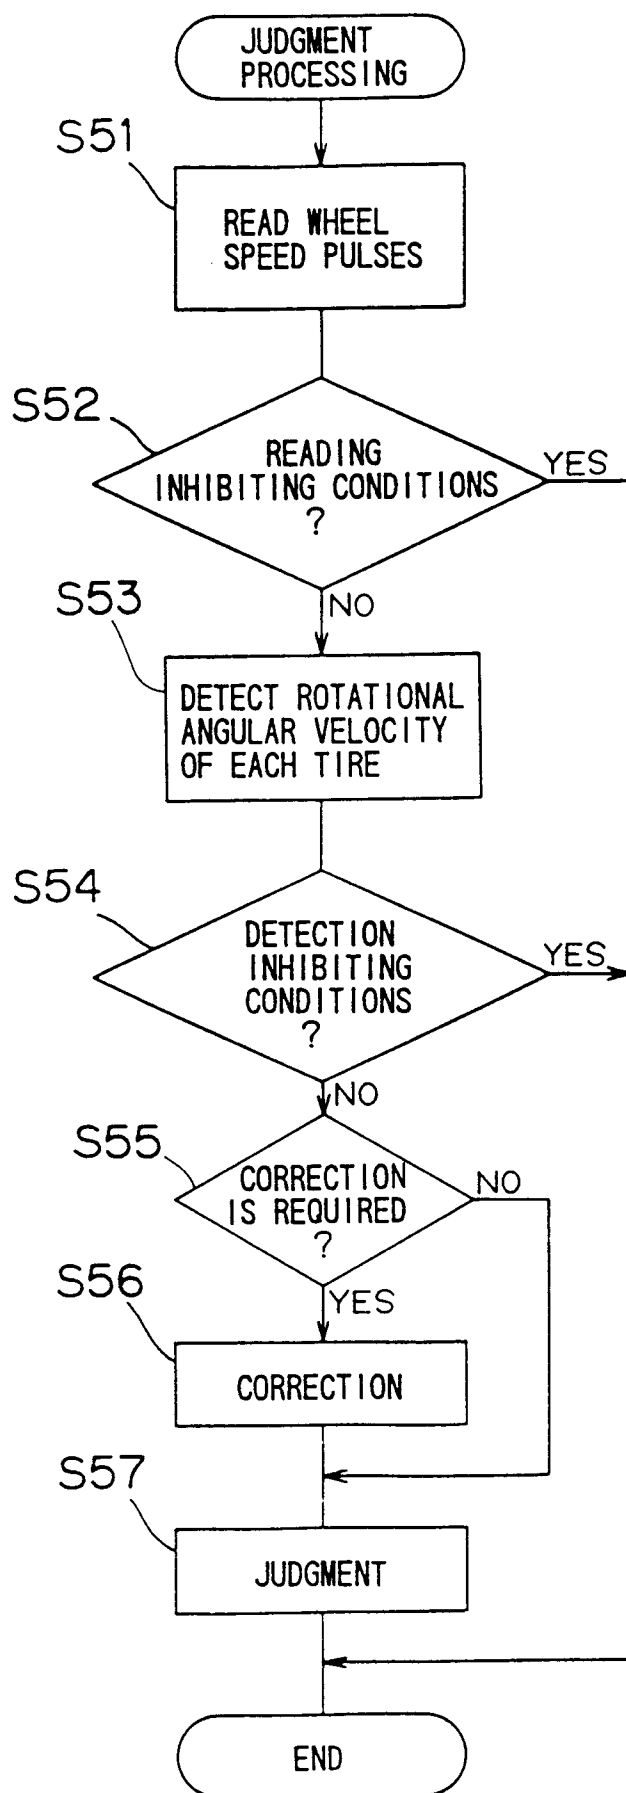 JUDGMENT
PROCESSING
S51
READ WHEEL
SPEED PULSES
S52
READING
INHIBITING CONDITIONS
?
YES
NO
S53
DETECT ROTATIONAL
ANGULAR VELOCITY
OF EACH TIRE
S54
DETECTION
INHIBITING
CONDITIONS
?
YES
NO
S55
CORRECTION
IS REQUIRED
?
NO
YES
S56
CORRECTION
S57
JUDGMENT
END